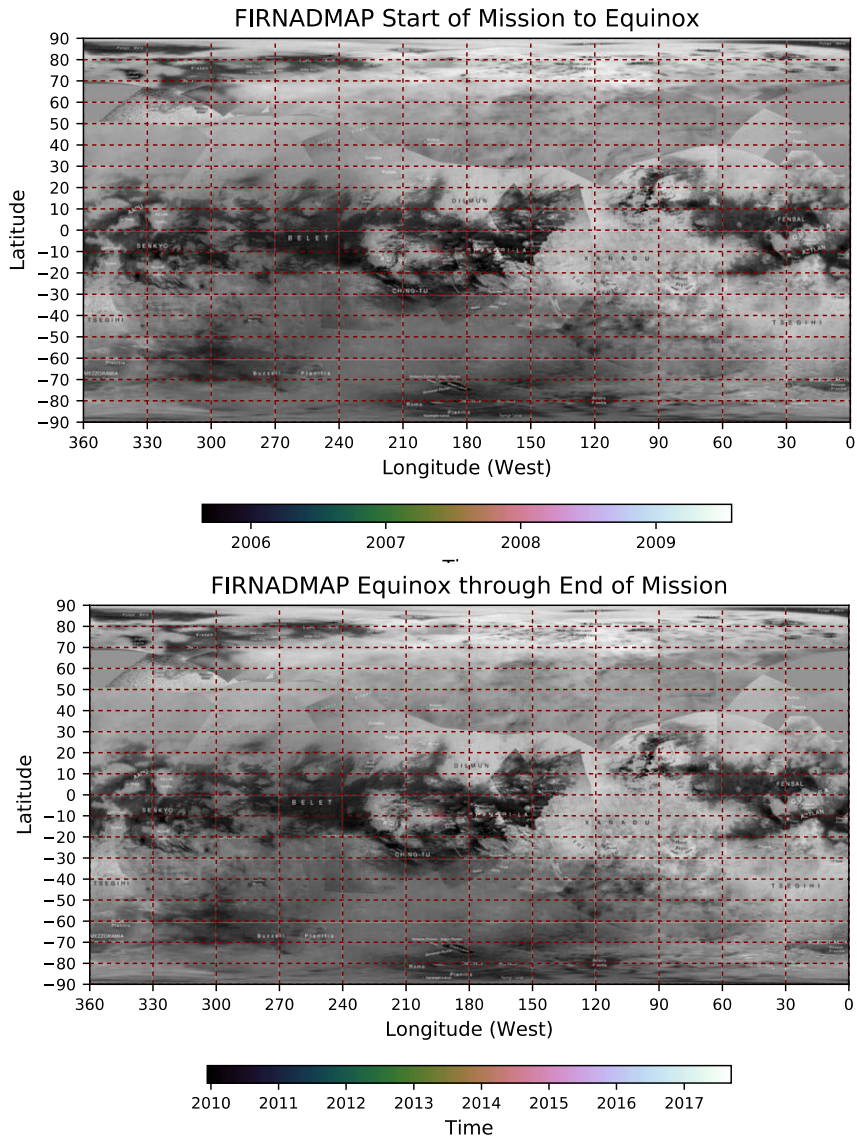 FIRNADMAP Start of Mission to Equinox
90
80
70
60
50
40
30
20
10
0
−10
−20
−30
−40
−50
−60
−70
−80
−90
Latitude
DILMUN
FENSAL
SENKYO
BELET
AZTLAN
XANADU
CHING-TU
TSEGIHI
TSEGIHI
MEZZORAMIA
Buzzell Planitia
Planitia
360 330 300 270 240 210 180 150 120 90 60 30 0
Longitude (West)
2006 2007 2008 2009
FIRNADMAP Equinox through End of Mission
90
80
70
60
50
40
30
20
10
0
−10
−20
−30
−40
−50
−60
−70
−80
−90
Latitude
DILMUN
FENSAL
SENKYO
BELET
AZTLAN
XANADU
CHING-TU
TSEGIHI
TSEGIHI
MEZZORAMIA
Buzzell Planitia
Planitia
360 330 300 270 240 210 180 150 120 90 60 30 0
Longitude (West)
2010 2011 2012 2013 2014 2015 2016 2017
Time